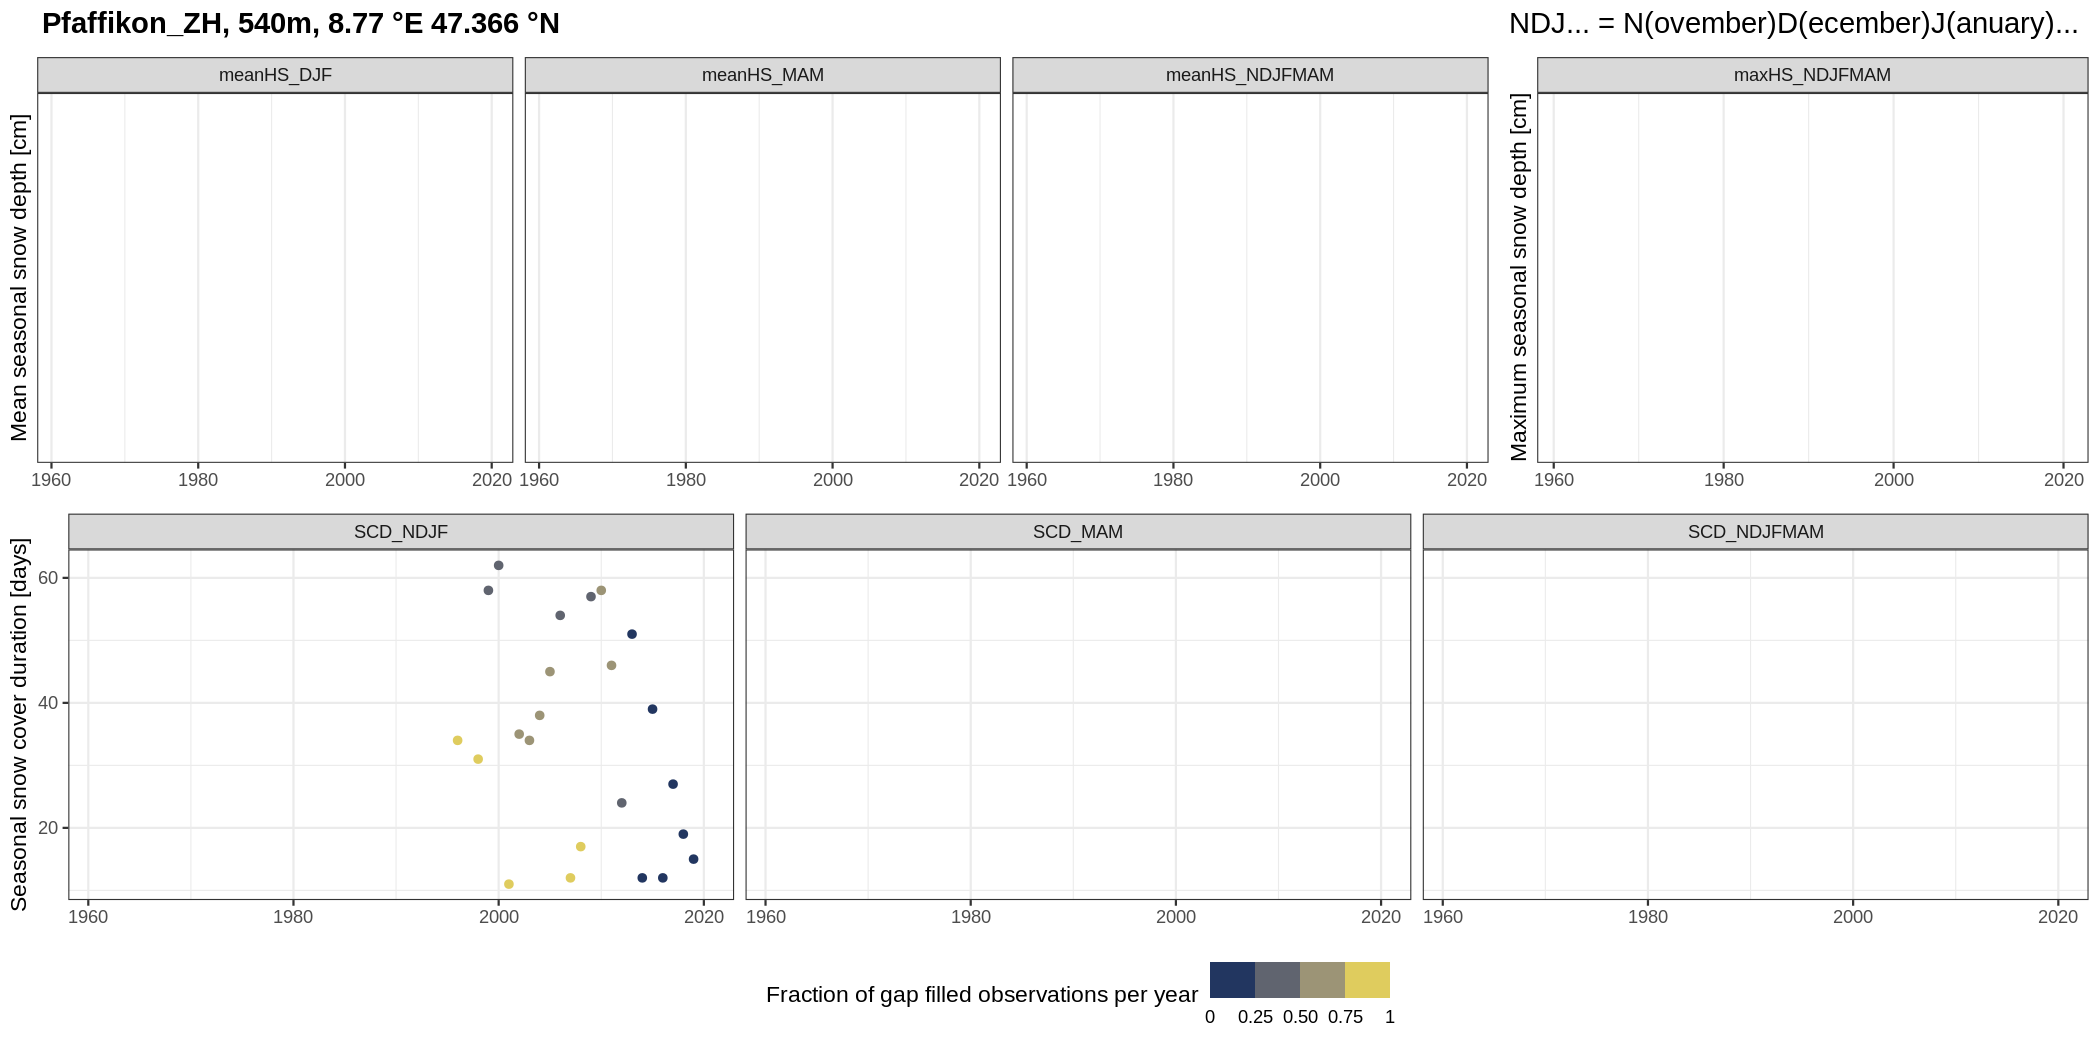 Pfaffikon_ZH, 540m, 8.77 °E 47.366 °N
NDJ... = N(ovember)D(ecember)J(anuary)...
meanHS_DJF
meanHS_MAM
meanHS_NDJFMAM
maxHS_NDJFMAM
Mean seasonal snow depth [cm]
Maximum seasonal snow depth [cm]
1960 1980 2000 2020
1960 1980 2000 2020
1960 1980 2000 2020
1960 1980 2000 2020
SCD_NDJF
SCD_MAM
SCD_NDJFMAM
Seasonal snow cover duration [days]
60
40
20
1960 1980 2000 2020
1960 1980 2000 2020
1960 1980 2000 2020
Fraction of gap filled observations per year
0 0.25 0.50 0.75 1